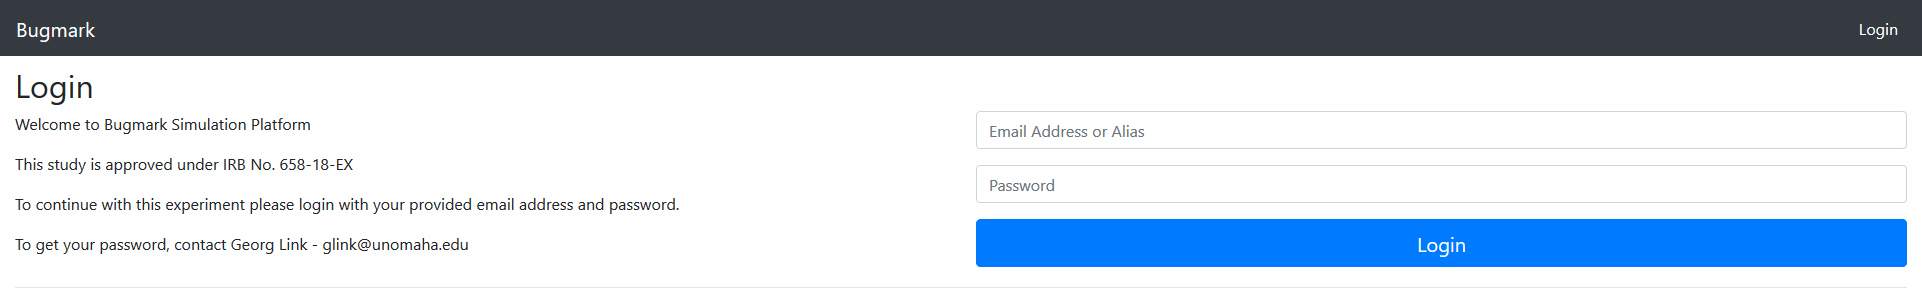 Bugmark
Login
Login
Welcome to Bugmark Simulation Platform
This study is approved under IRB No. 658-18-EX
To continue with this experiment please login with your provided email address and password.
To get your password, contact Georg Link - glink@unomaha.edu
Email Address or Alias
Password
Login